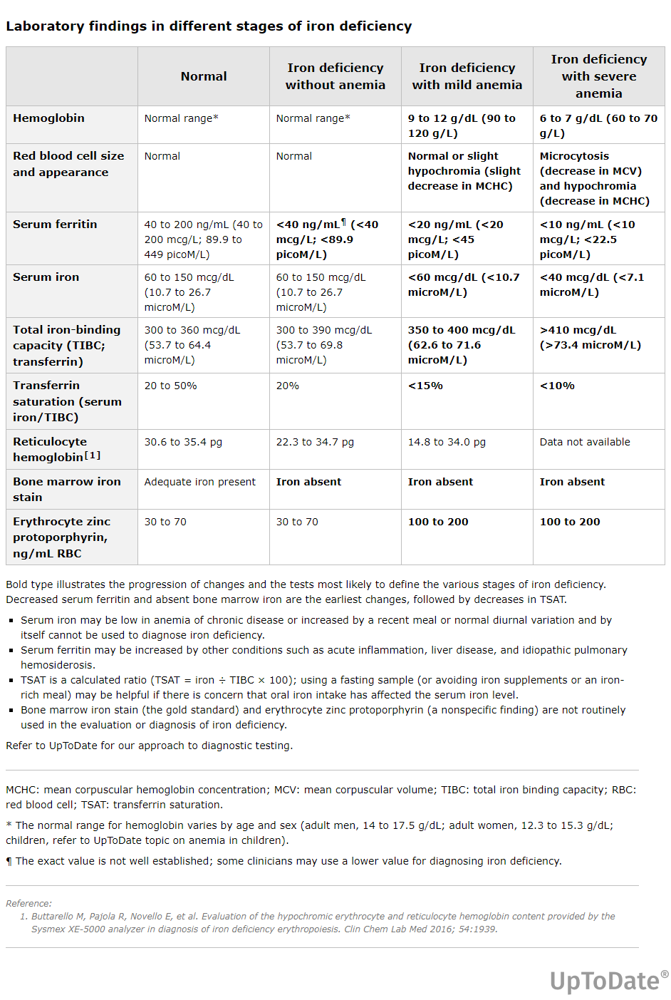 Laboratory findings in different stages of iron deficiency
Normal
Iron deficiency
without anemia
Iron deficiency
with mild anemia
Iron deficiency
with severe
anemia
Hemoglobin
Normal range*
Normal range*
9 to 12 g/dL (90 to
120 g/L)
6 to 7 g/dL (60 to 70
g/L)
Red blood cell size
and appearance
Normal
Normal
Normal or slight
hypochromia (slight
decrease in MCHC)
Microcytosis
(decrease in MCV)
and hypochromia
(decrease in MCHC)
Serum ferritin
40 to 200 ng/mL (40 to
200 mcg/L; 89.9 to
449 picoM/L)
<40 ng/mL¶ (<40
mcg/L; <89.9
picoM/L)
<20 ng/mL (<20
mcg/L; <45
picoM/L)
<10 ng/mL (<10
mcg/L; <22.5
picoM/L)
Serum iron
60 to 150 mcg/dL
(10.7 to 26.7
microM/L)
60 to 150 mcg/dL
(10.7 to 26.7
microM/L)
<60 mcg/dL (<10.7
microM/L)
<40 mcg/dL (<7.1
microM/L)
Total iron-binding
capacity (TIBC;
transferrin)
300 to 360 mcg/dL
(53.7 to 64.4
microM/L)
300 to 390 mcg/dL
(53.7 to 69.8
microM/L)
350 to 400 mcg/dL
(62.6 to 71.6
microM/L)
>410 mcg/dL
(>73.4 microM/L)
Transferrin
saturation (serum
iron/TIBC)
20 to 50%
20%
<15%
<10%
Reticulocyte
hemoglobin[1]
30.6 to 35.4 pg
22.3 to 34.7 pg
14.8 to 34.0 pg
Data not available
Bone marrow iron
stain
Adequate iron present
Iron absent
Iron absent
Iron absent
Erythrocyte zinc
protoporphyrin,
ng/mL RBC
30 to 70
30 to 70
100 to 200
100 to 200
Bold type illustrates the progression of changes and the tests most likely to define the various stages of iron deficiency.
Decreased serum ferritin and absent bone marrow iron are the earliest changes, followed by decreases in TSAT.
▪ Serum iron may be low in anemia of chronic disease or increased by a recent meal or normal diurnal variation and by
itself cannot be used to diagnose iron deficiency.
▪ Serum ferritin may be increased by other conditions such as acute inflammation, liver disease, and idiopathic pulmonary
hemosiderosis.
▪ TSAT is a calculated ratio (TSAT = iron ÷ TIBC × 100); using a fasting sample (or avoiding iron supplements or an iron-
rich meal) may be helpful if there is concern that oral iron intake has affected the serum iron level.
▪ Bone marrow iron stain (the gold standard) and erythrocyte zinc protoporphyrin (a nonspecific finding) are not routinely
used in the evaluation or diagnosis of iron deficiency.
Refer to UpToDate for our approach to diagnostic testing.
MCHC: mean corpuscular hemoglobin concentration; MCV: mean corpuscular volume; TIBC: total iron binding capacity; RBC:
red blood cell; TSAT: transferrin saturation.
* The normal range for hemoglobin varies by age and sex (adult men, 14 to 17.5 g/dL; adult women, 12.3 to 15.3 g/dL;
children, refer to UpToDate topic on anemia in children).
¶ The exact value is not well established; some clinicians may use a lower value for diagnosing iron deficiency.
Reference:
1. Buttarello M, Pajola R, Novello E, et al. Evaluation of the hypochromic erythrocyte and reticulocyte hemoglobin content provided by the
Sysmex XE-5000 analyzer in diagnosis of iron deficiency erythropoiesis. Clin Chem Lab Med 2016; 54:1939.
UpToDate®